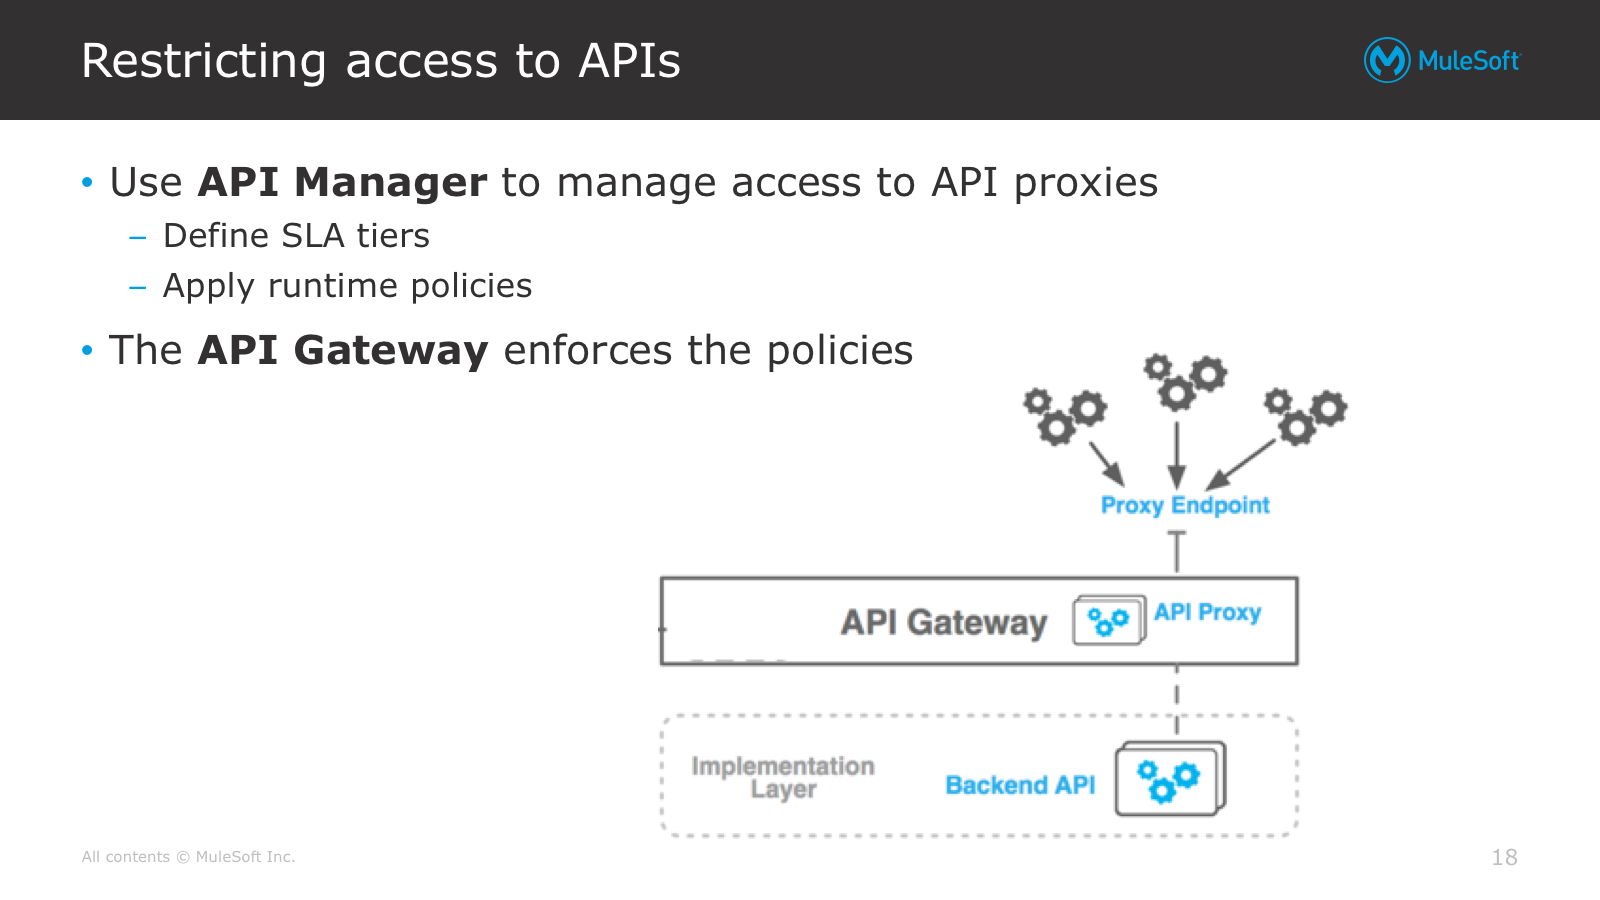 Restricting access to APIs
MuleSoft
• Use API Manager to manage access to API proxies
– Define SLA tiers
– Apply runtime policies
• The API Gateway enforces the policies
Proxy Endpoint
API Gateway
API Proxy
Implementation
Layer
Backend API
All contents © MuleSoft Inc.
18